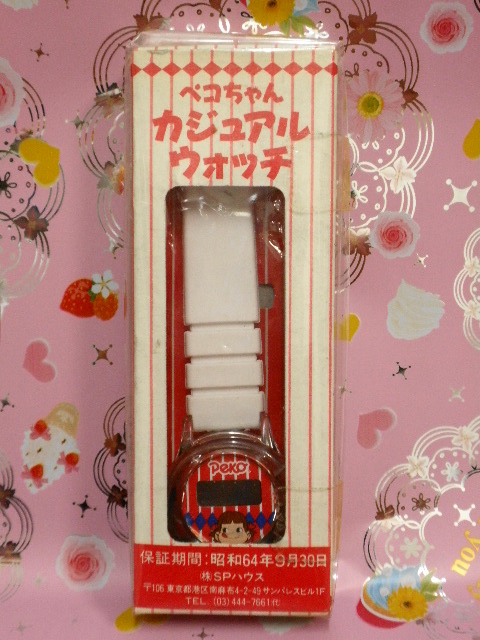 ペコちゃん
カジュアル
ウォッチ
Peko
保証期間:昭和64年9月30日
㈱SPハウス
〒106 東京都港区南麻布4-2-49サンパレスビル1F
TEL. (03)444-7661代
you